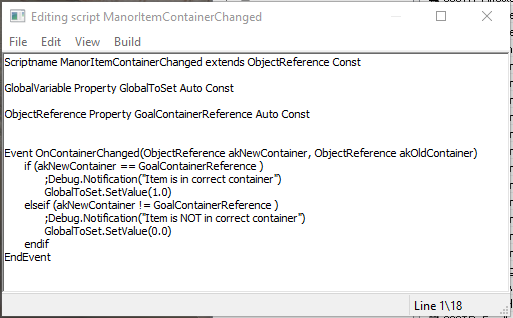 Editing script ManorItemContainerChanged
File Edit View Build
Scriptname ManorItemContainerChanged extends ObjectReference Const
GlobalVariable Property GlobalToSet Auto Const
ObjectReference Property GoalContainerReference Auto Const
Event OnContainerChanged(ObjectReference akNewContainer, ObjectReference akOldContainer)
if (akNewContainer == GoalContainerReference )
;Debug.Notification("Item is in correct container")
GlobalToSet.SetValue(1.0)
elseif (akNewContainer != GoalContainerReference )
;Debug.Notification("Item is NOT in correct container")
GlobalToSet.SetValue(0.0)
endif
EndEvent
Line 1\18